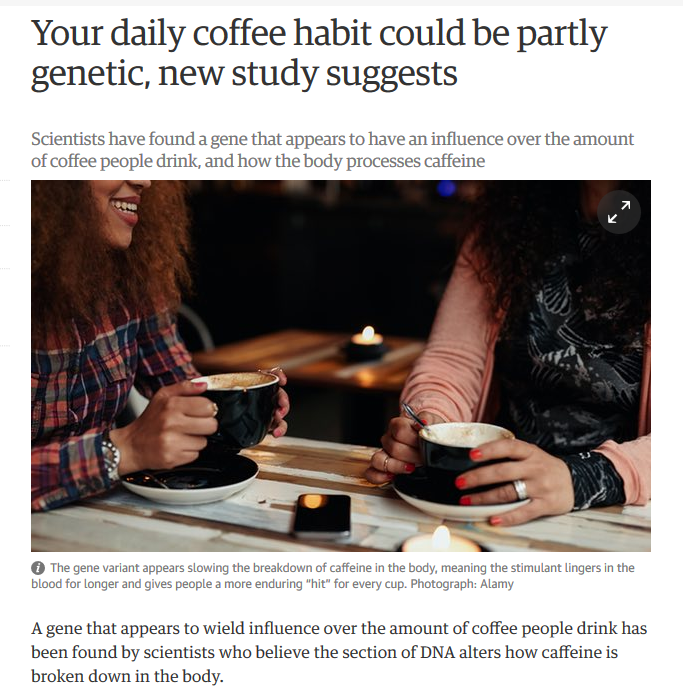 Your daily coffee habit could be partly
genetic, new study suggests
Scientists have found a gene that appears to have an influence over the amount
of coffee people drink, and how the body processes caffeine
The gene variant appears slowing the breakdown of caffeine in the body, meaning the stimulant lingers in the
blood for longer and gives people a more enduring “hit” for every cup. Photograph: Alamy
A gene that appears to wield influence over the amount of coffee people drink has
been found by scientists who believe the section of DNA alters how caffeine is
broken down in the body.